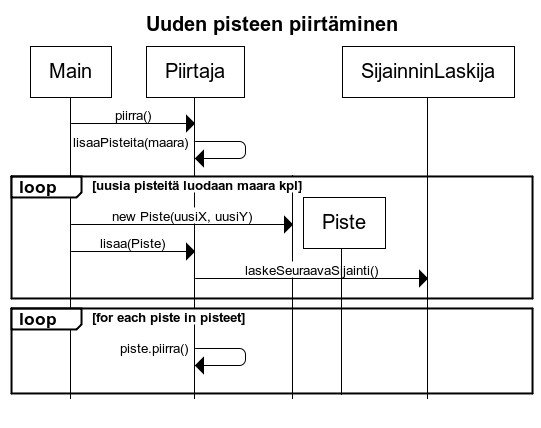 Uuden pisteen piirtäminen
Main Piirtaja SijainninLaskija
piirra()
lisaaPisteita(maara)
loop [uusia pisteitä luodaan maara kpl]
new Piste(uusiX, uusiY) Piste
lisaa(Piste)
laskeSeuraavaSijainti()
loop [for each piste in pisteet]
piste.piirra()